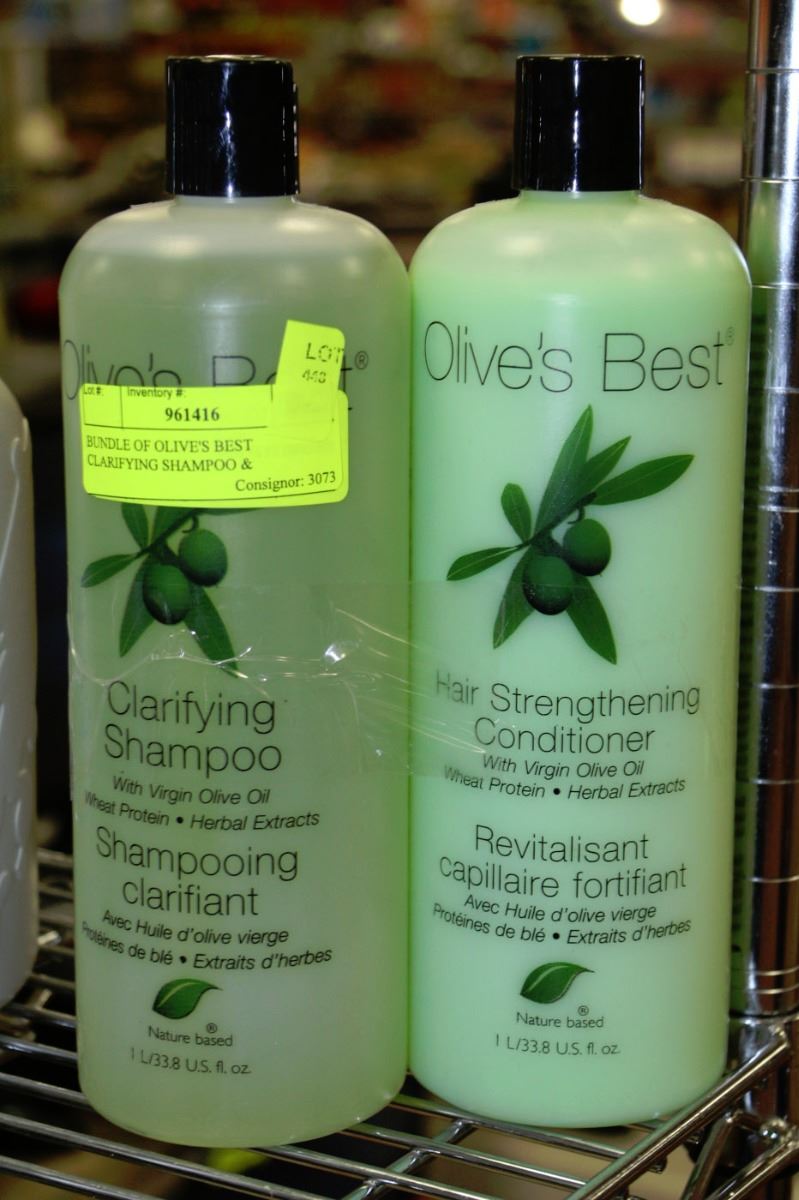 Olive's Best®
LOT
448
Lot #:
Inventory #:
961416
BUNDLE OF OLIVE'S BEST
CLARIFYING SHAMPOO &
Consignor: 3073
Clarifying
Shampoo
With Virgin Olive Oil
Wheat Protein • Herbal Extracts
Shampooing
clarifiant
Avec Huile d'olive vierge
Protéines de blé • Extraits d'herbes
Nature based®
1 L/33.8 U.S. fl. oz.
Olive's Best®
Hair Strengthening
Conditioner
With Virgin Olive Oil
Wheat Protein • Herbal Extracts
Revitalisant
capillaire fortifiant
Avec Huile d'olive vierge
Protéines de blé • Extraits d'herbes
Nature based®
1 L/33.8 U.S. fl. oz.